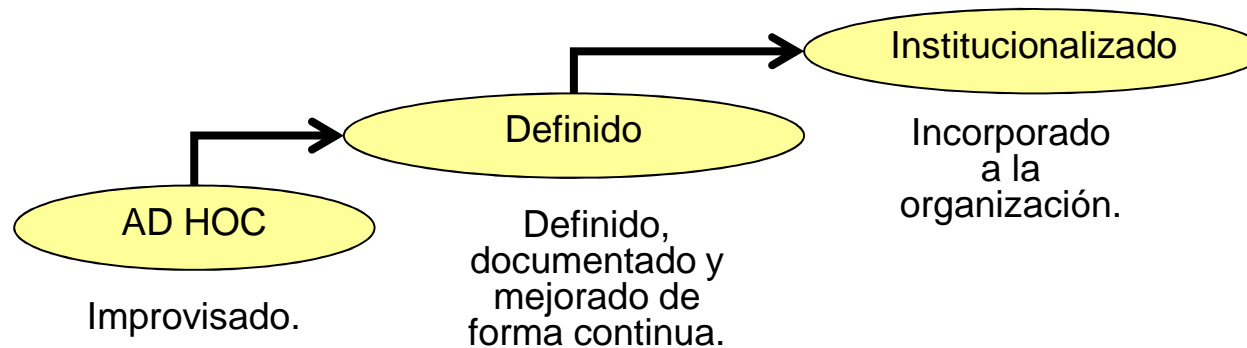 AD HOC
Improvisado.
Definido
Definido,
documentado y
mejorado de
forma continua.
Institucionalizado
Incorporado
a la
organización.